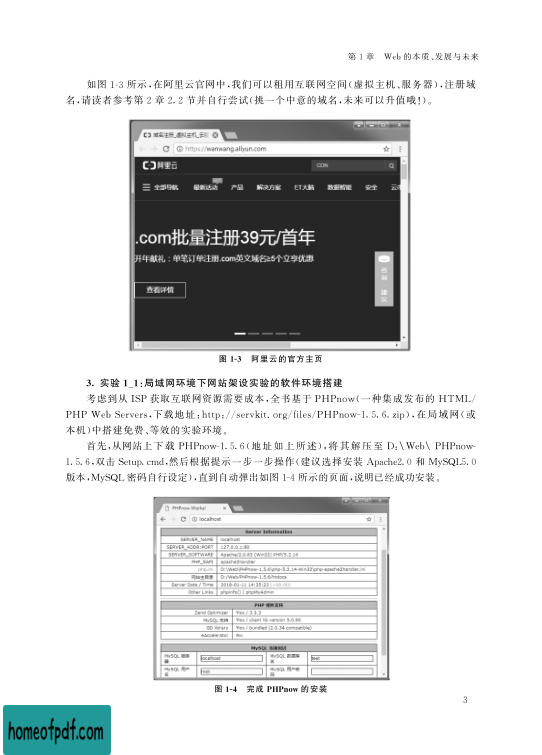 第 1 章　Web 的本质、发展与未来
如图 1-3 所示,在阿里云官网中,我们可以租用互联网空间(虚拟主机、服务器),注册域
名,请读者参考第 2 章 2.2 节并自行尝试(挑一个中意的域名,未来可以升值哦!)。
域名注册_虚拟主机_云
https://wanwang.aliyun.com
阿里云
CON
全部导航 最新活动 产品 解决方案 ET大脑 数据智能 安全 云
.com批量注册39元/首年
开年献礼:单笔订单注册.com英文域名≥5个立享优惠
查看详情
咨询
建议
图 1-3　阿里云的官方主页
3. 实验 1_1:局域网环境下网站架设实验的软件环境搭建
考虑到从 ISP 获取互联网资源需要成本,全书基于 PHPnow(一种集成发布的 HTML/
PHP Web Servers,下载地址:http://servkit.org/files/PHPnow-1.5.6.zip),在局域网(或
本机)中搭建免费、等效的实验环境。
首先,从网站上下载 PHPnow-1.5.6(地址如上所述),将其解压至 D:\Web\ PHPnow-
1.5.6,双击 Setup.cmd,然后根据提示一步一步操作(建议选择安装 Apache2.0 和 MySQL5.0
版本,MySQL 密码自行设定),直到自动弹出如图 1-4 所示的页面,说明已经成功安装。
PHPnow Works!
localhost
Server Information
SERVER_NAME localhost
SERVER_ADDR:PORT 127.0.0.1:80
SERVER_SOFTWARE Apache/2.0.63 (Win32) PHP/5.2.14
PHP_SAPI apache2handler
php.ini D:\Web\PHPnow-1.5.6\php-5.2.14-Win32\php-apache2handler.ini
网站主目录 D:/Web/PHPnow-1.5.6/htdocs
Server Date / Time 2018-01-11 14:35:23 (+08:00)
Other Links phpinfo() | phpMyAdmin
PHP 组件支持
Zend Optimizer Yes / 3.3.3
MySQL 支持 Yes / client lib version 5.0.90
GD library Yes / bundled (2.0.34 compatible)
eAccelerator No
MySQL 连接测试
MySQL 服务器 localhost MySQL 数据库名 test
MySQL 用户名 root MySQL 用户密码
图 1-4　完成 PHPnow 的安装
3
homeofpdf.com